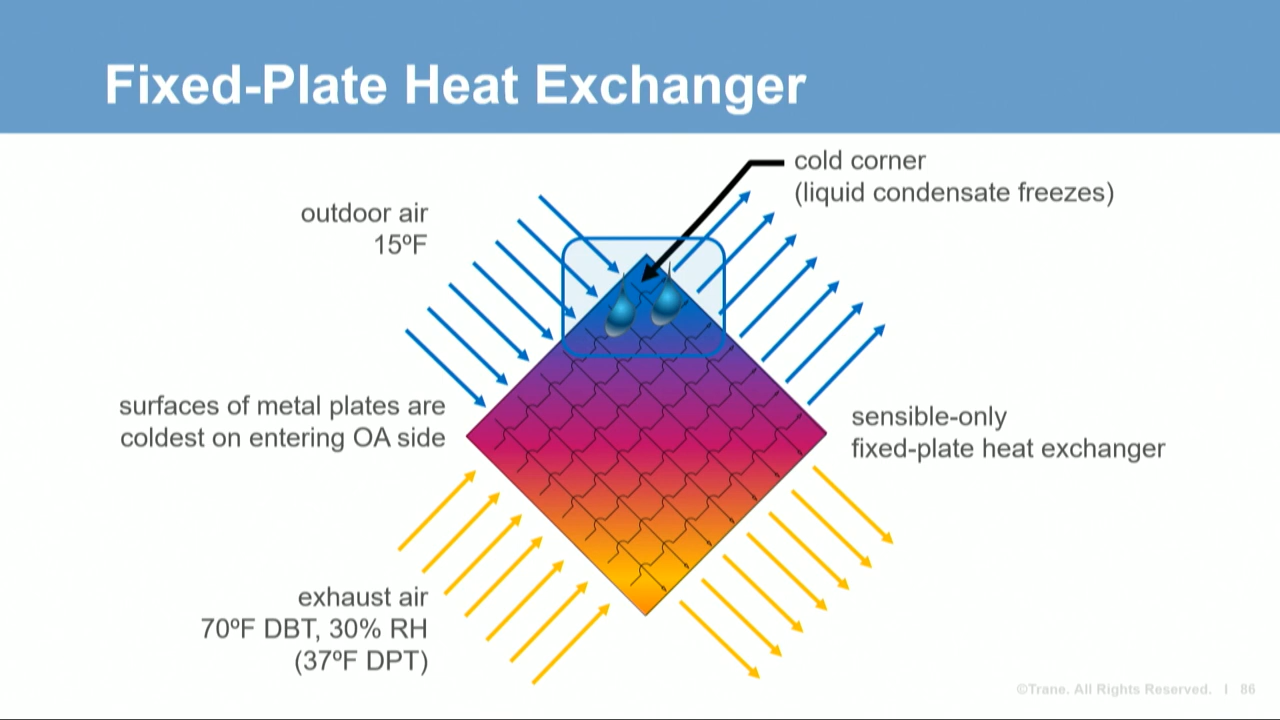 Fixed-Plate Heat Exchanger
cold corner
(liquid condensate freezes)
outdoor air
15ºF
surfaces of metal plates are
coldest on entering OA side
sensible-only
fixed-plate heat exchanger
exhaust air
70ºF DBT, 30% RH
(37ºF DPT)
©Trane. All Rights Reserved. I 86